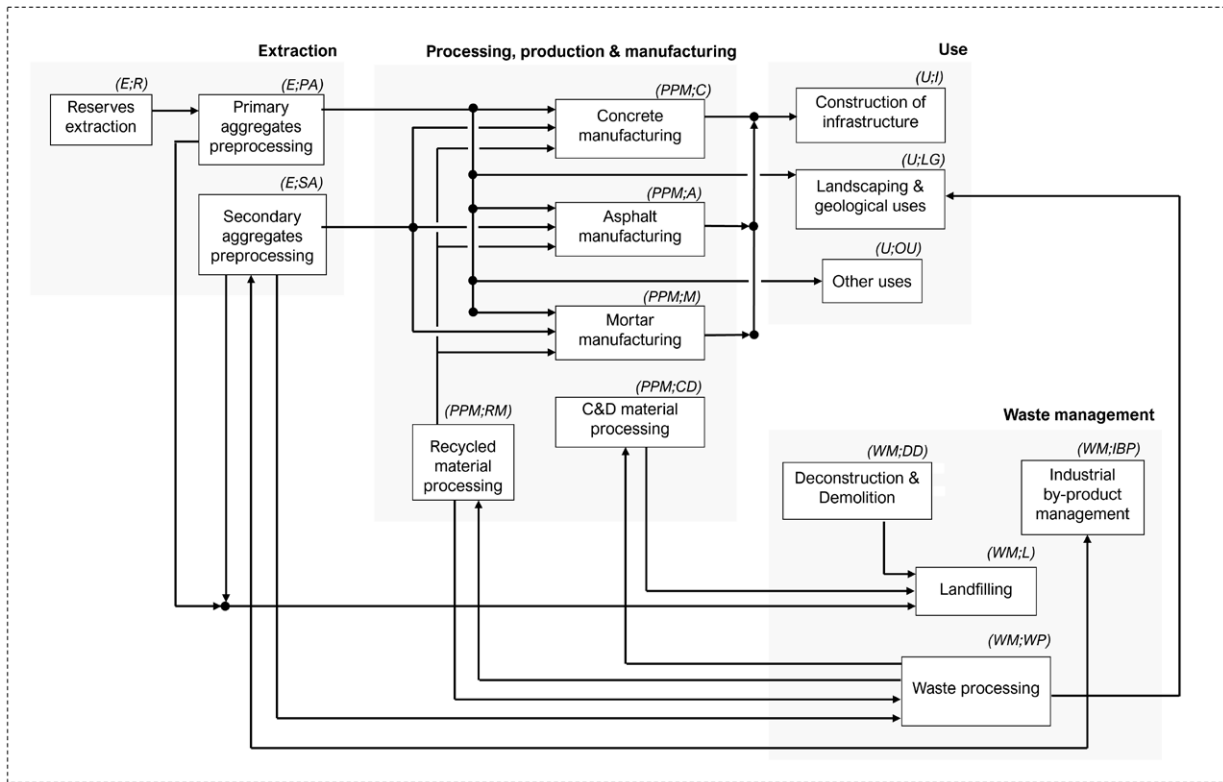 Extraction
Processing, production & manufacturing
Use
(E;R)
Reserves
extraction
(E;PA)
Primary
aggregates
preprocessing
(E;SA)
Secondary
aggregates
preprocessing
(PPM;C)
Concrete
manufacturing
(PPM;A)
Asphalt
manufacturing
(PPM;M)
Mortar
manufacturing
(PPM;CD)
C&D material
processing
(PPM;RM)
Recycled
material
processing
(U;I)
Construction of
infrastructure
(U;LG)
Landscaping &
geological uses
(U;OU)
Other uses
Waste management
(WM;DD)
Deconstruction &
Demolition
(WM;IBP)
Industrial
by-product
management
(WM;L)
Landfilling
(WM;WP)
Waste processing